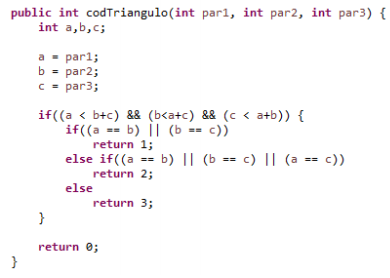 public int codTriangulo(int par1, int par2, int par3) {
    int a,b,c;

    a = par1;
    b = par2;
    c = par3;

    if((a < b+c) && (b<a+c) && (c < a+b)) {
        if((a == b) || (b == c))
            return 1;
        else if((a == b) || (b == c) || (a == c))
            return 2;
        else
            return 3;
    }

    return 0;
}